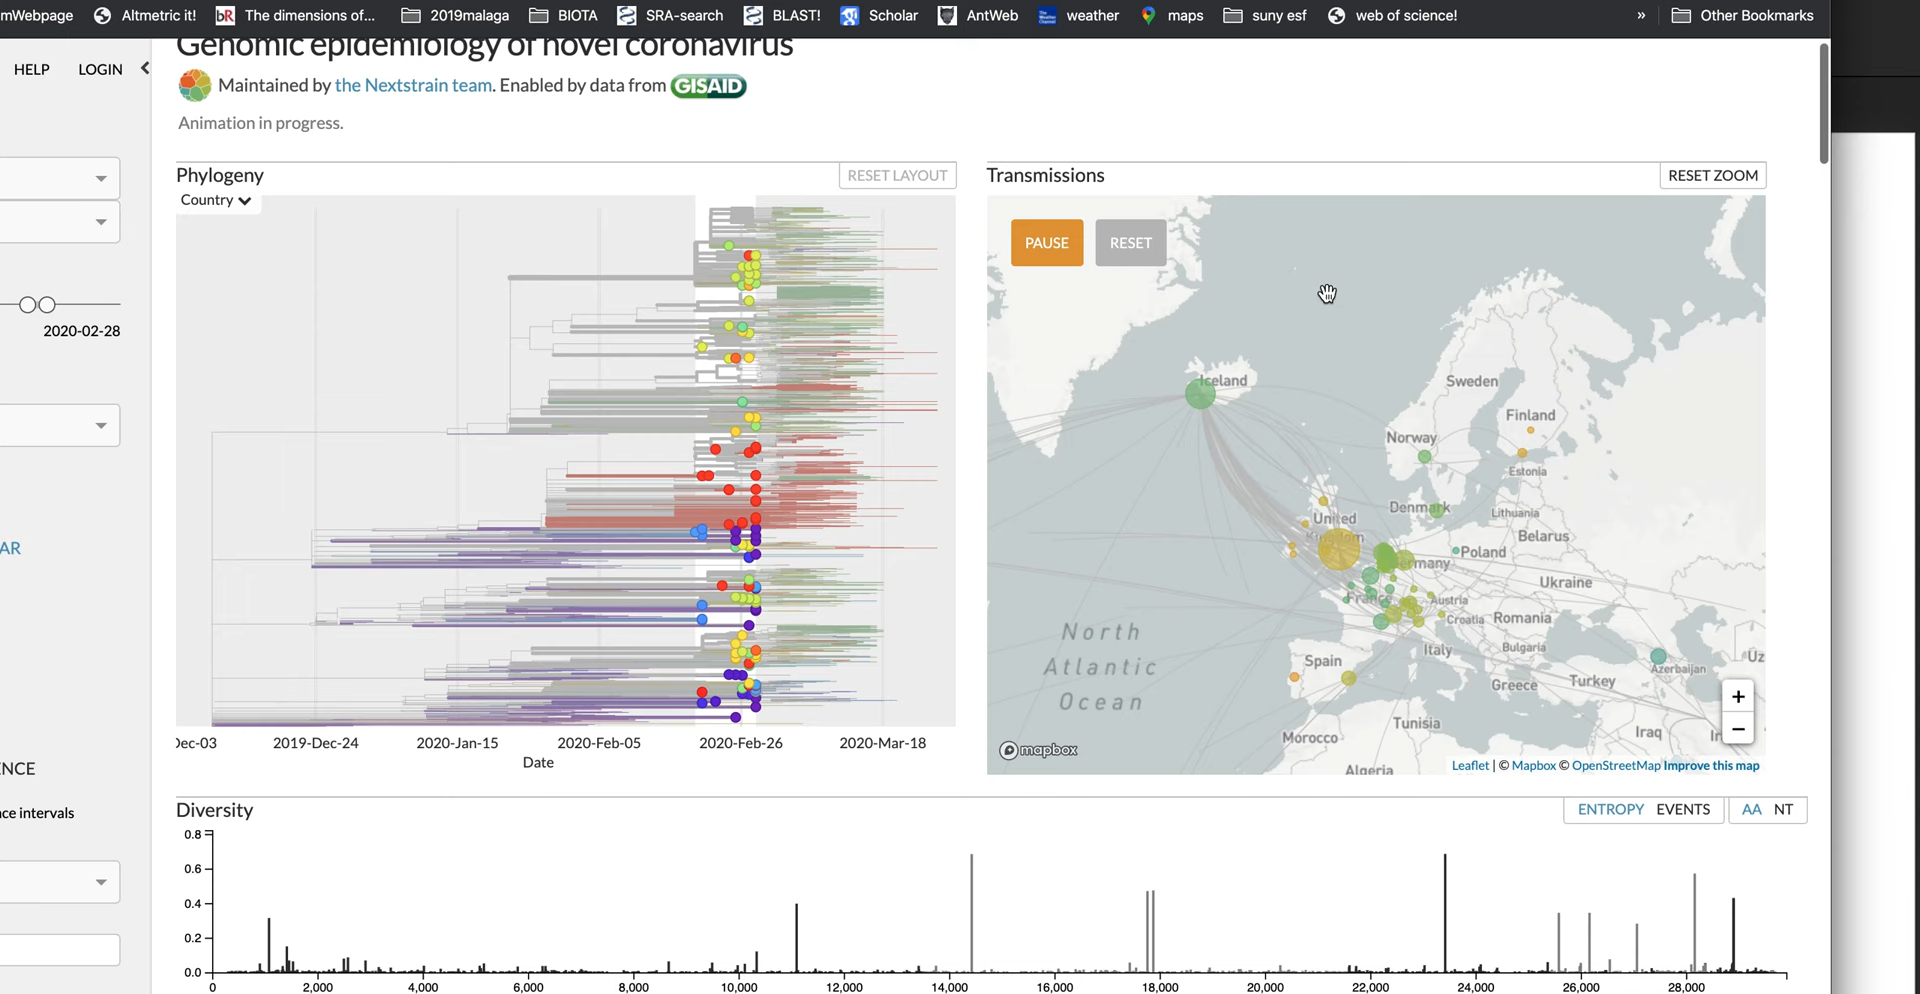 mWebpage Altmetric it! bR The dimensions of... 2019malaga BIOTA SRA-search BLAST! Scholar AntWeb weather maps suny esf web of science! » Other Bookmarks
Genomic epidemiology of novel coronavirus
HELP LOGIN
Maintained by the Nextstrain team. Enabled by data from GISAID
Animation in progress.
Phylogeny
RESET LAYOUT
Country
2020-02-28
AR
ENCE
ce intervals
Dec-03 2019-Dec-24 2020-Jan-15 2020-Feb-05 2020-Feb-26 2020-Mar-18
Date
Transmissions
RESET ZOOM
PAUSE RESET
Iceland
Sweden
Finland
Norway
Estonia
Denmark
Lithuania
United
Kingdom
Belarus
Poland
Germany
Ukraine
France
Austria
Croatia
Romania
North
Atlantic
Ocean
Spain
Italy
Bulgaria
Azerbaijan
Uz
Greece
Turkey
Tunisia
Morocco
Iraq
Ir
Algeria
+
−
mapbox
Leaflet | © Mapbox © OpenStreetMap Improve this map
Diversity
ENTROPY EVENTS AA NT
0.8
0.6
0.4
0.2
0.0
0 2,000 4,000 6,000 8,000 10,000 12,000 14,000 16,000 18,000 20,000 22,000 24,000 26,000 28,000